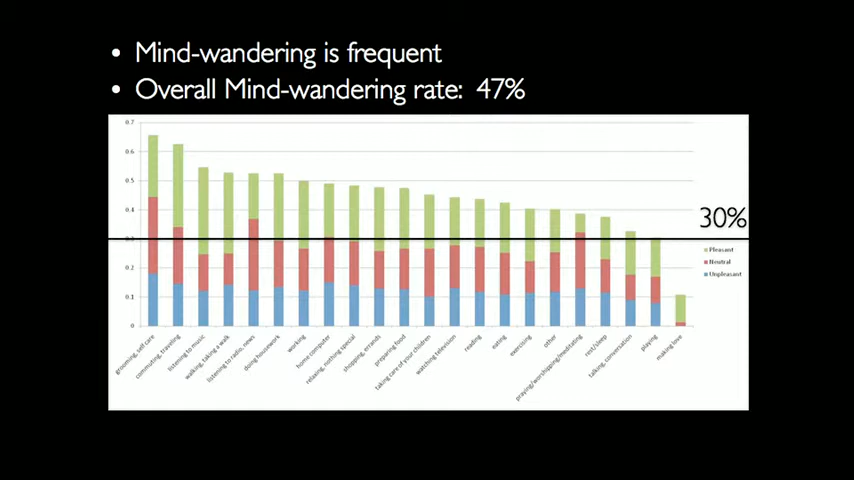 • Mind-wandering is frequent
• Overall Mind-wandering rate: 47%
0.7
0.6
0.5
0.4
0.3
0.2
0.1
0
30%
Pleasant
Neutral
Unpleasant
grooming, self care
commuting, traveling
listening to music
walking, taking a walk
listening to radio, news
doing housework
working
home computer
relaxing, nothing special
shopping, errands
preparing food
taking care of your children
watching television
reading
eating
exercising
other
praying/worshipping/meditating
rest/sleep
talking, conversation
playing
making love